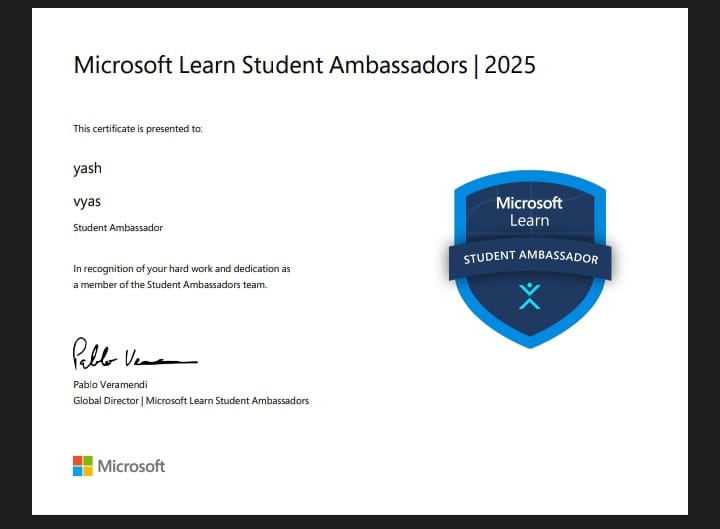 Microsoft Learn Student Ambassadors | 2025
This certificate is presented to:
yash
vyas
Student Ambassador
In recognition of your hard work and dedication as
a member of the Student Ambassadors team.
Pablo Vera
Pablo Veramendi
Global Director | Microsoft Learn Student Ambassadors
Microsoft
Microsoft
Learn
STUDENT AMBASSADOR